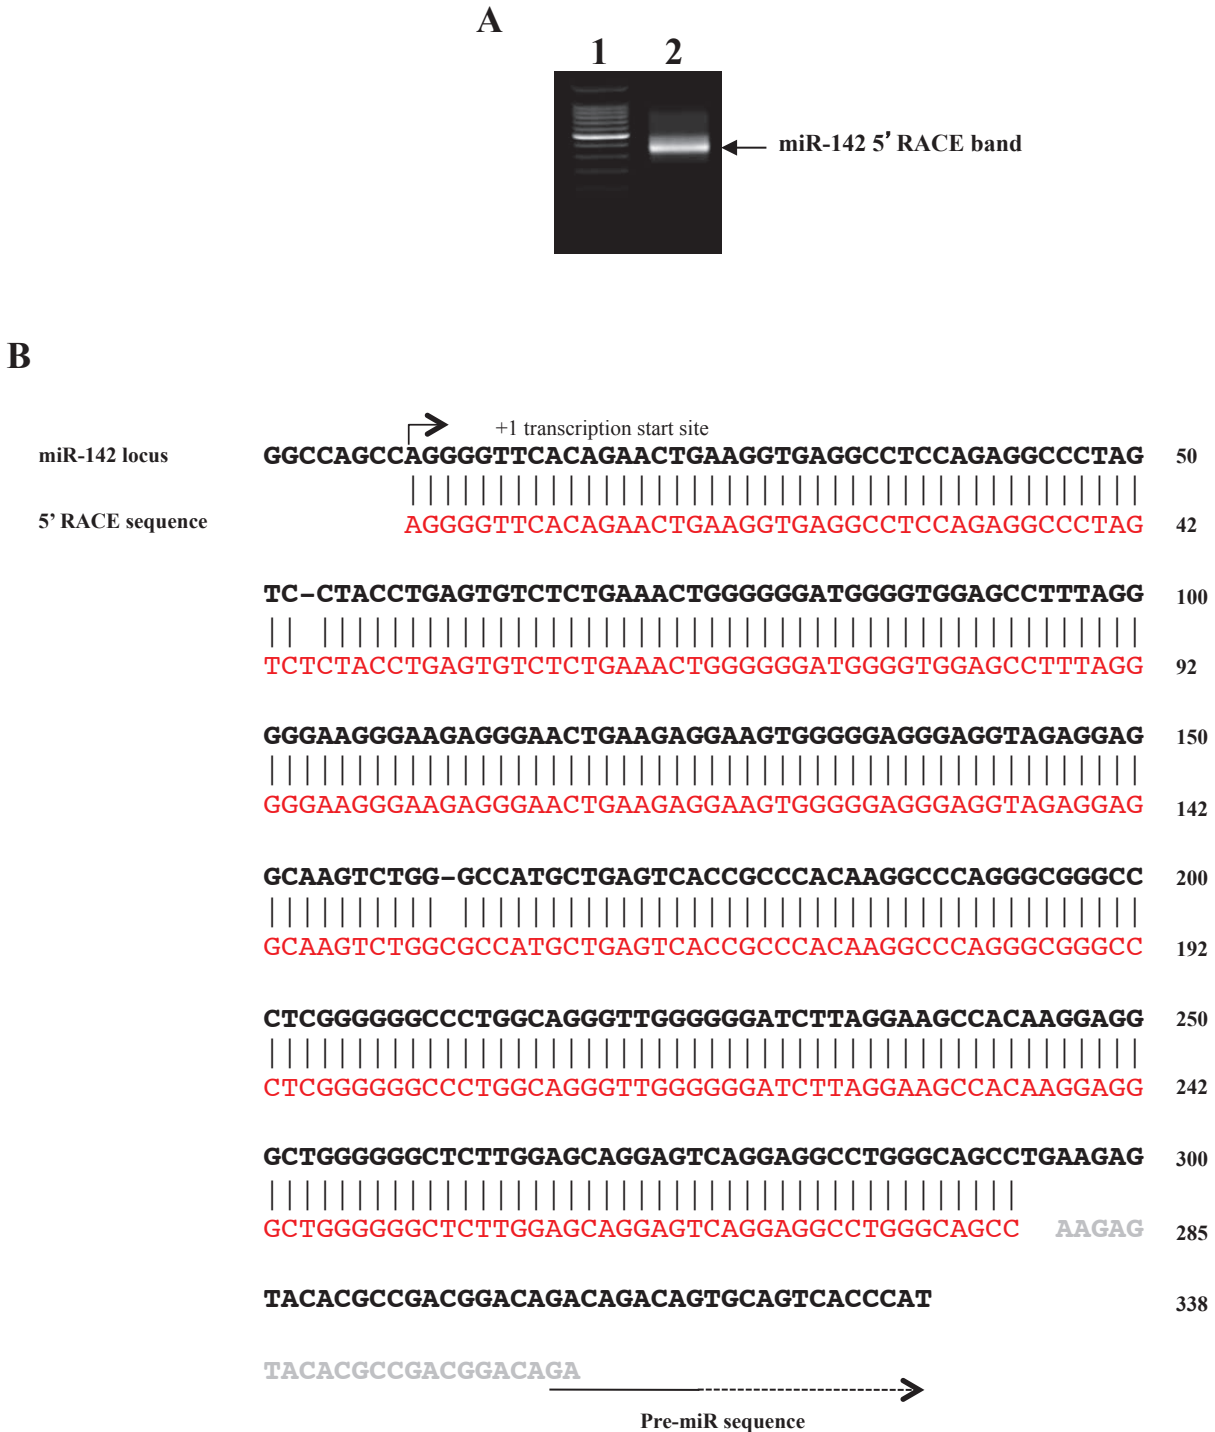 A
1 2
miR-142 5' RACE band
B
+1 transcription start site
miR-142 locus GGCCAGCCAGGGGTTCACAGAACTGAAGGTGAGGCCTCCAGAGGCCCTAG 50
5' RACE sequence AGGGGTTCACAGAACTGAAGGTGAGGCCTCCAGAGGCCCTAG 42
TC-CTACCTGAGTGTCTCTGAAACTGGGGGGATGGGGTGGAGCCTTTAGG 100
TCTCTACCTGAGTGTCTCTGAAACTGGGGGGATGGGGTGGAGCCTTTAGG 92
GGGAAGGGAAGAGGGAACTGAAGAGGAAGTGGGGGAGGGAGGTAGAGGAG 150
GGGAAGGGAAGAGGGAACTGAAGAGGAAGTGGGGGAGGGAGGTAGAGGAG 142
GCAAGTCTGG-GCCATGCTGAGTCACCGCCCACAAGGCCCAGGGCGGGCC 200
GCAAGTCTGGCGCCATGCTGAGTCACCGCCCACAAGGCCCAGGGCGGGCC 192
CTCGGGGGGCCCTGGCAGGGTTGGGGGGATCTTAGGAAGCCACAAGGAGG 250
CTCGGGGGGCCCTGGCAGGGTTGGGGGGATCTTAGGAAGCCACAAGGAGG 242
GCTGGGGGGCTCTTGGAGCAGGAGTCAGGAGGCCTGGGCAGCCTGAAGAG 300
GCTGGGGGGCTCTTGGAGCAGGAGTCAGGAGGCCTGGGCAGCC AAGAG 285
TACACGCCGACGGACAGACAGACAGTGCAGTCACCCAT 338
TACACGCCGACGGACAGA
Pre-miR sequence